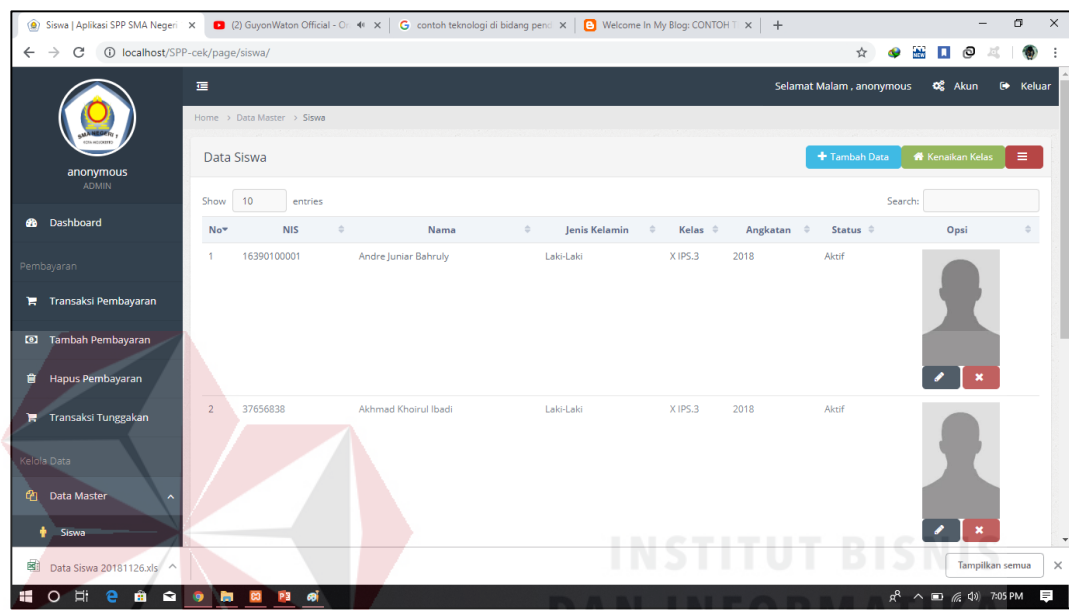 Siswa | Aplikasi SPP SMA Negeri
(2) GuyonWaton Official - O
contoh teknologi di bidang pend
Welcome In My Blog: CONTOH T
localhost/SPP-cek/page/siswa/
Selamat Malam , anonymous Akun Keluar
SMA NEGERI 1
anonymous
ADMIN
Home > Data Master > Siswa
Data Siswa
+ Tambah Data Kenaikan Kelas
Show 10 entries Search:
No NIS Nama Jenis Kelamin Kelas Angkatan Status Opsi
1 16390100001 Andre Juniar Bahruly Laki-Laki X IPS.3 2018 Aktif
2 37656838 Akhmad Khoirul Ibadi Laki-Laki X IPS.3 2018 Aktif
Dashboard
Pembayaran
Transaksi Pembayaran
Tambah Pembayaran
Hapus Pembayaran
Transaksi Tunggakan
Kelola Data
Data Master
Siswa
INSTITUT BISNIS
DAN INFORMA
Data Siswa 20181126.xls
Tampilkan semua
7:05 PM